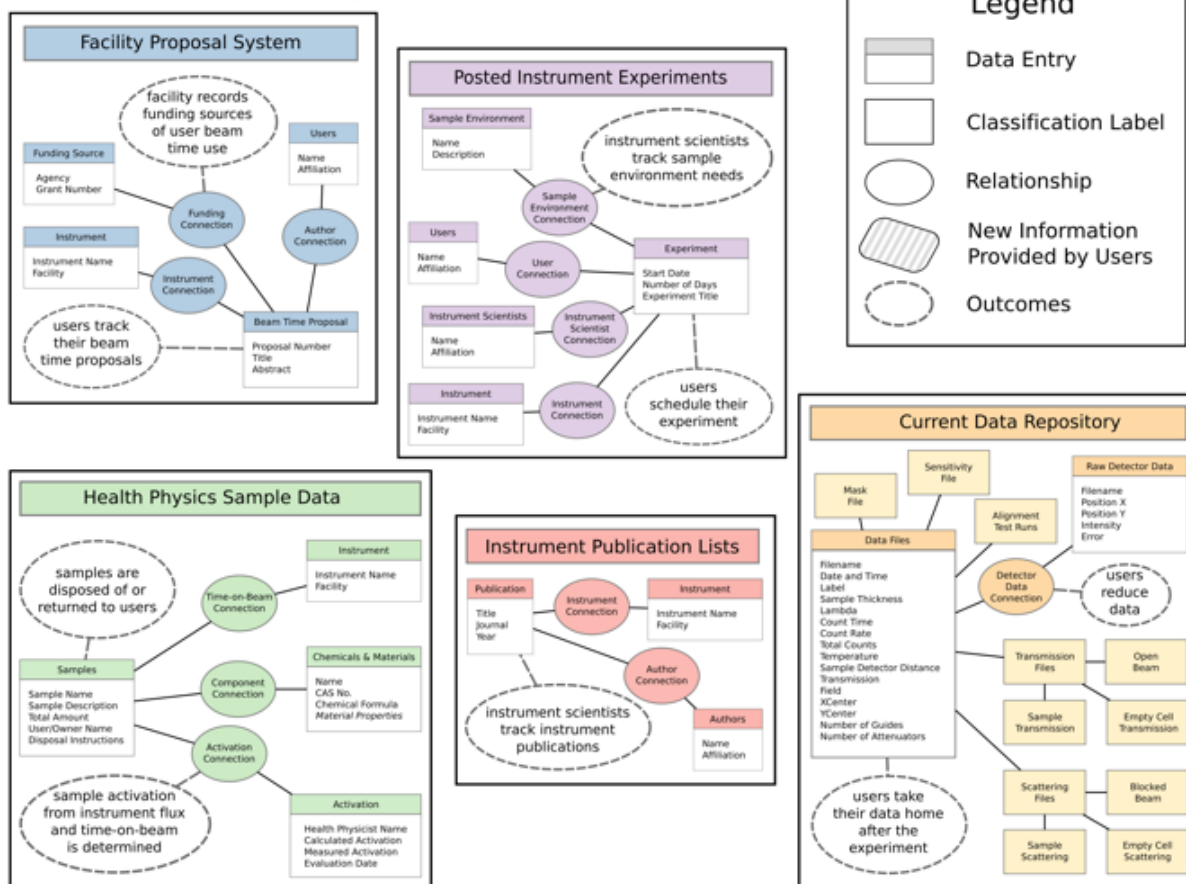 Facility Proposal System
facility records
funding sources
of user beam
time use
Users
Name
Affiliation
Funding Source
Agency
Grant Number
Funding
Connection
Author
Connection
Instrument
Instrument Name
Facility
Instrument
Connection
users track
their beam
time proposals
Beam Time Proposal
Proposal Number
Title
Abstract
Posted Instrument Experiments
Sample Environment
Name
Description
instrument scientists
track sample
environment needs
Sample
Environment
Connection
Users
Name
Affiliation
User
Connection
Experiment
Start Date
Number of Days
Experiment Title
Instrument Scientists
Name
Affiliation
Instrument
Scientist
Connection
Instrument
Instrument Name
Facility
Instrument
Connection
users
schedule their
experiment
Legend
Data Entry
Classification Label
Relationship
New Information
Provided by Users
Outcomes
Health Physics Sample Data
samples are
disposed of or
returned to users
Time-on-Beam
Connection
Instrument
Instrument Name
Facility
Samples
Sample Name
Sample Description
Total Amount
User/Owner Name
Disposal Instructions
Component
Connection
Chemicals & Materials
Name
CAS No.
Chemical Formula
Material Properties
Activation
Connection
sample activation
from instrument flux
and time-on-beam
is determined
Activation
Health Physicist Name
Calculated Activation
Measured Activation
Evaluation Date
Instrument Publication Lists
Publication
Title
Journal
Year
Instrument
Connection
Instrument
Instrument Name
Facility
Author
Connection
instrument scientists
track instrument
publications
Authors
Name
Affiliation
Current Data Repository
Mask
File
Sensitivity
File
Raw Detector Data
Filename
Position X
Position Y
Intensity
Error
Alignment
Test Runs
Data Files
Filename
Date and Time
Label
Sample Thickness
Lambda
Count Time
Count Rate
Total Counts
Temperature
Sample Detector Distance
Transmission
Field
XCenter
YCenter
Number of Guides
Number of Attenuators
Detector
Data
Connection
users
reduce
data
Transmission
Files
Open
Beam
Sample
Transmission
Empty Cell
Transmission
Scattering
Files
Blocked
Beam
Sample
Scattering
Empty Cell
Scattering
users take
their data home
after the
experiment